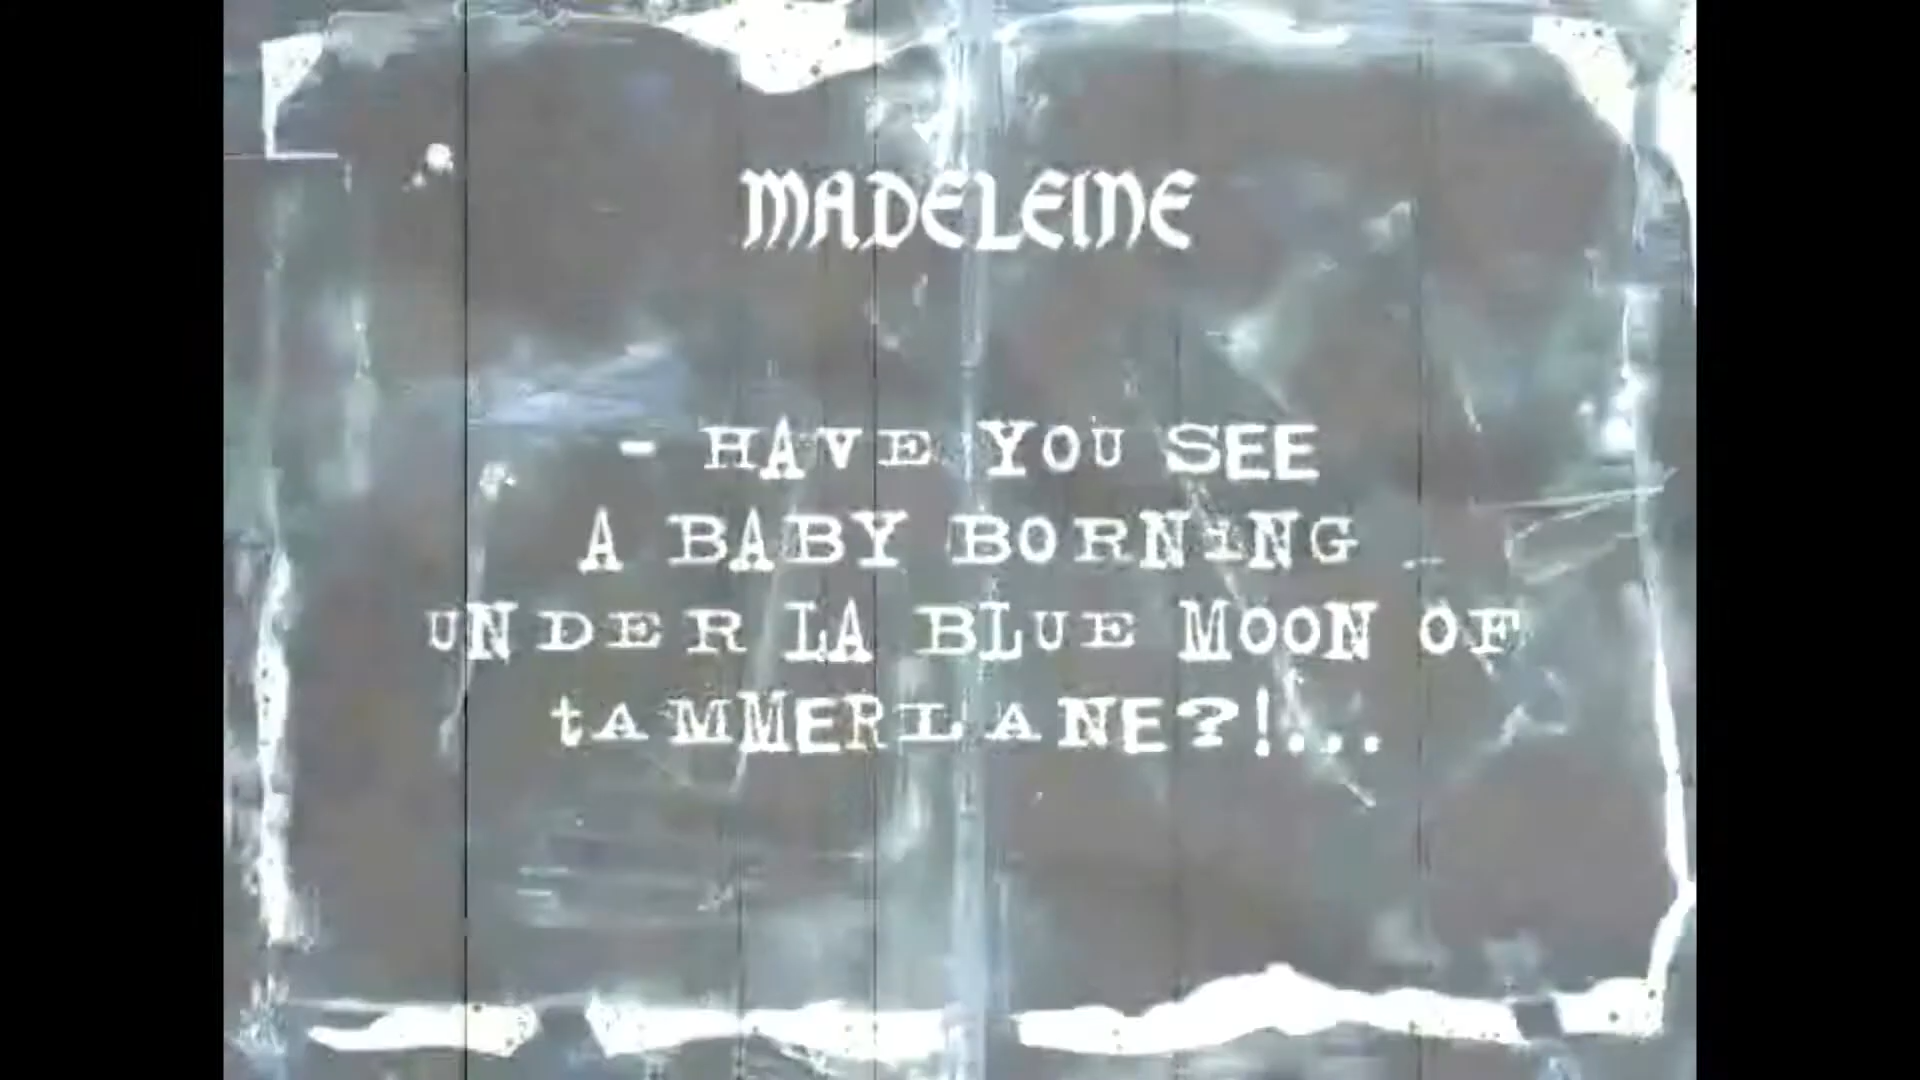 MADELEINE
- HAVE YOU SEE
A BABY BORNiNG
UNDER LA BLUE MOON OF
tAMMERLANE?!...